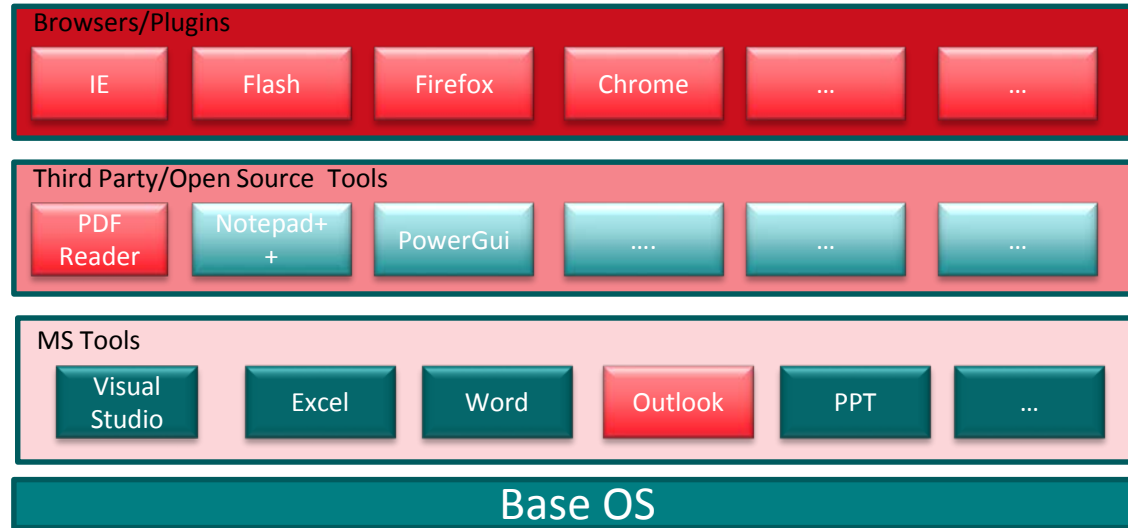 Browsers/Plugins
IE
Flash
Firefox
Chrome
...
...
Third Party/Open Source  Tools
PDF
Reader
Notepad+
+
PowerGui
....
...
...
MS Tools
Visual
Studio
Excel
Word
Outlook
PPT
...
Base OS